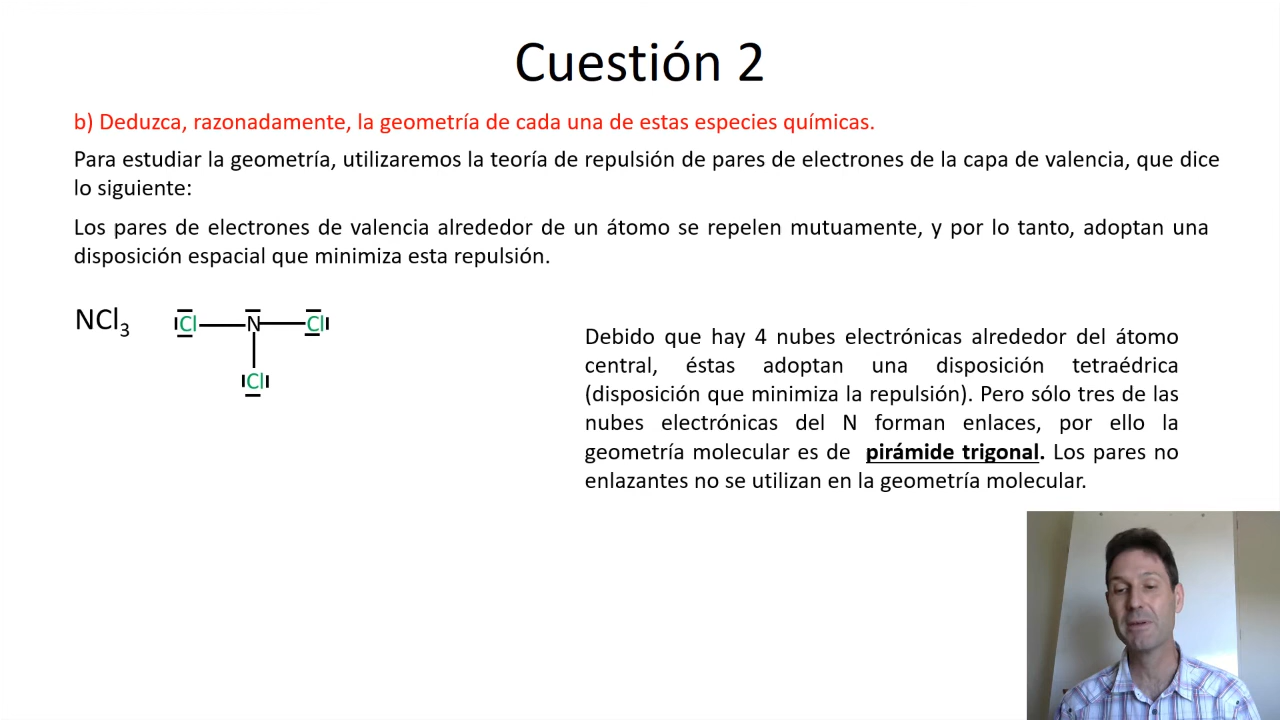 Cuestión 2
b) Deduzca, razonadamente, la geometría de cada una de estas especies químicas.
Para estudiar la geometría, utilizaremos la teoría de repulsión de pares de electrones de la capa de valencia, que dice
lo siguiente:
Los pares de electrones de valencia alrededor de un átomo se repelen mutuamente, y por lo tanto, adoptan una
disposición espacial que minimiza esta repulsión.
NCl₃ Cl N Cl
Cl
Debido que hay 4 nubes electrónicas alrededor del átomo
central, éstas adoptan una disposición tetraédrica
(disposición que minimiza la repulsión). Pero sólo tres de las
nubes electrónicas del N forman enlaces, por ello la
geometría molecular es de pirámide trigonal. Los pares no
enlazantes no se utilizan en la geometría molecular.